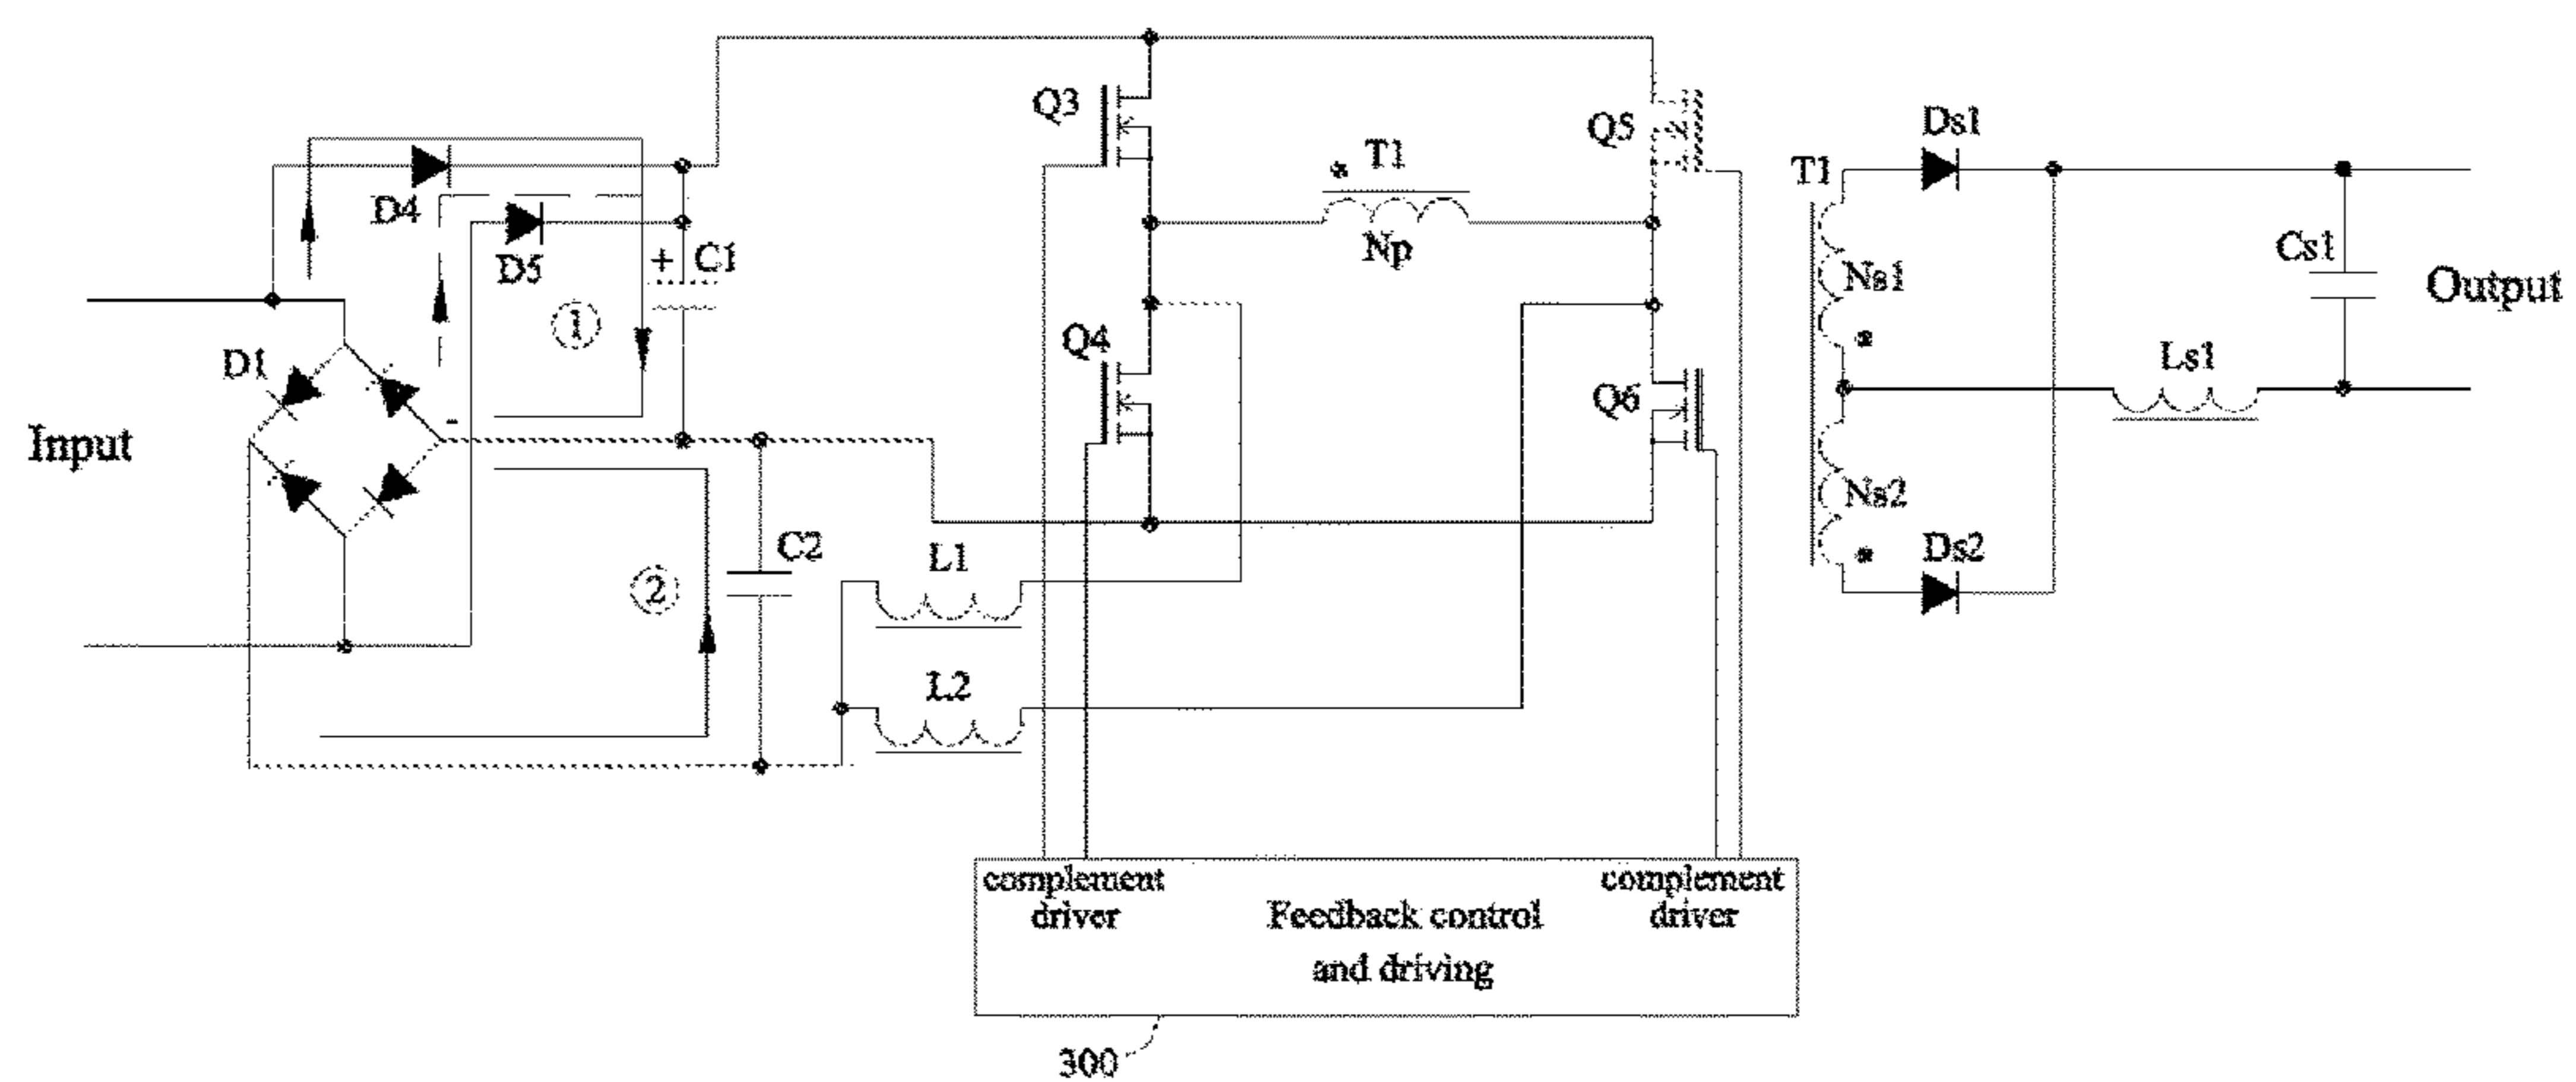 Q3
Q5
Ds1
T1
T1
D4
Np
D5
+ C1
Ns1
Cs1
Output
1
Q4
D1
Ls1
Q6
-
Input
Ns2
C2
L1
Ds2
2
L2
complement
driver
complement
driver
Feedback control
and driving
300